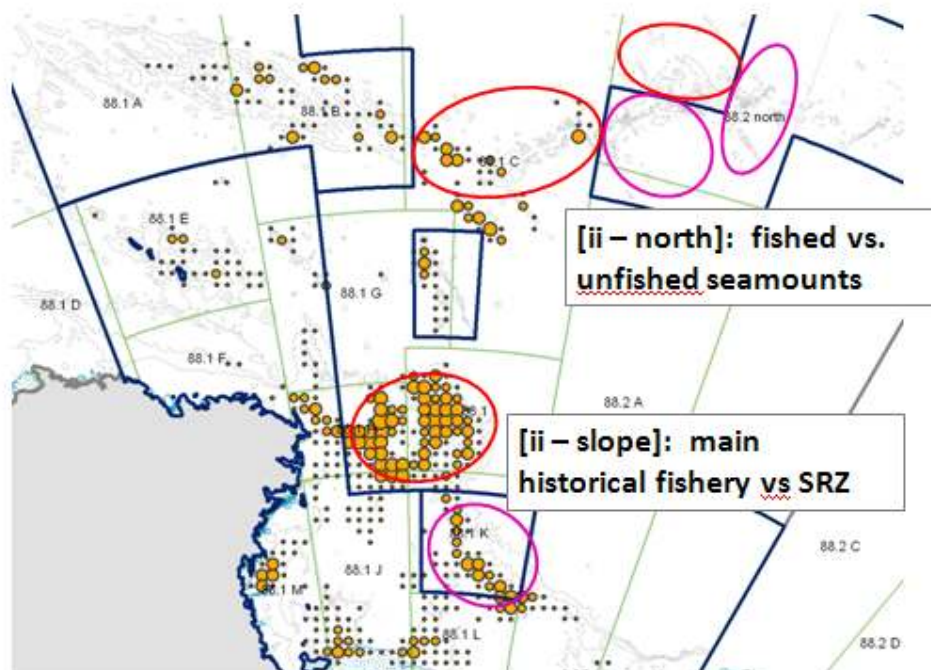 88.1 A
88.1 B
88.1 C
88.2 north
88.1 E
[ii – north]: fished vs.
unfished seamounts
88.1 D
88.1 G
88.1 F
88.2 A
[ii – slope]: main
historical fishery vs SRZ
88.1 K
88.2 C
88.1 J
88.1 M
88.1 L
88.2 D